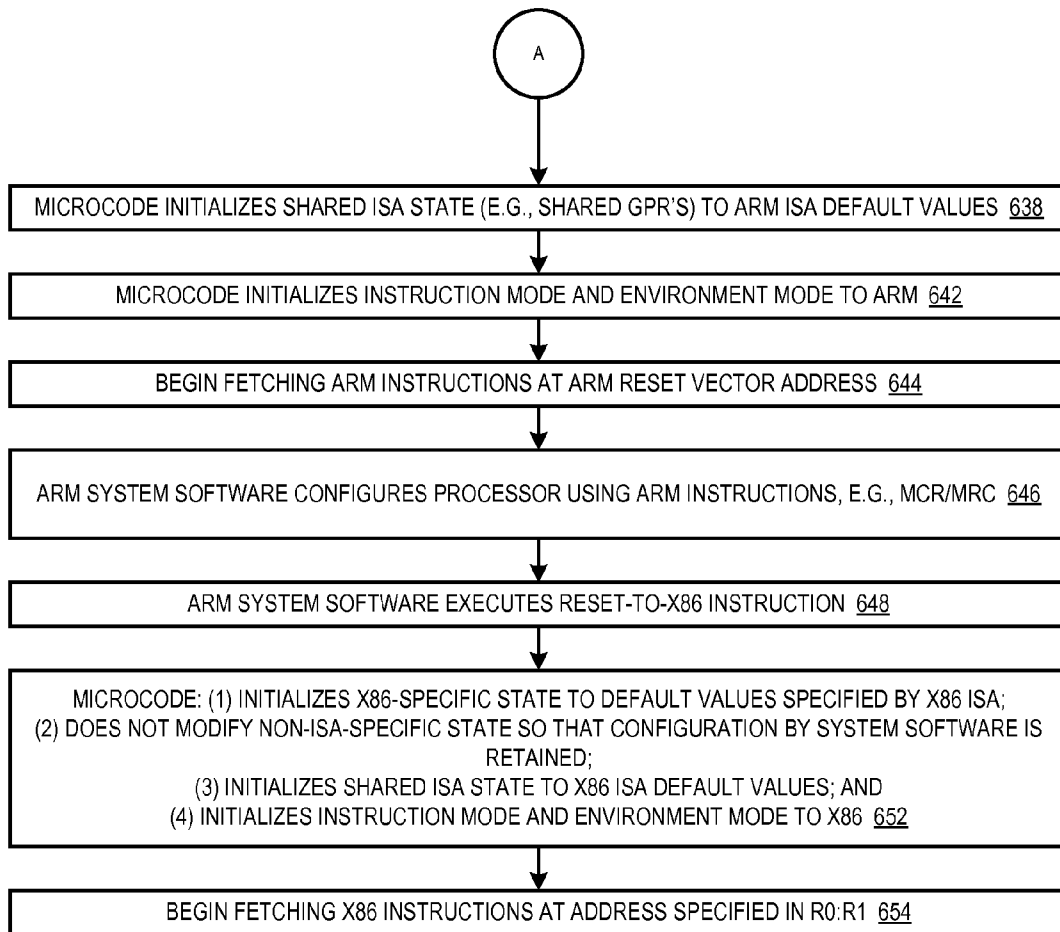 A
MICROCODE INITIALIZES SHARED ISA STATE (E.G., SHARED GPR'S) TO ARM ISA DEFAULT VALUES 638
MICROCODE INITIALIZES INSTRUCTION MODE AND ENVIRONMENT MODE TO ARM 642
BEGIN FETCHING ARM INSTRUCTIONS AT ARM RESET VECTOR ADDRESS 644
ARM SYSTEM SOFTWARE CONFIGURES PROCESSOR USING ARM INSTRUCTIONS, E.G., MCR/MRC 646
ARM SYSTEM SOFTWARE EXECUTES RESET-TO-X86 INSTRUCTION 648
MICROCODE: (1) INITIALIZES X86-SPECIFIC STATE TO DEFAULT VALUES SPECIFIED BY X86 ISA;
(2) DOES NOT MODIFY NON-ISA-SPECIFIC STATE SO THAT CONFIGURATION BY SYSTEM SOFTWARE IS
RETAINED;
(3) INITIALIZES SHARED ISA STATE TO X86 ISA DEFAULT VALUES; AND
(4) INITIALIZES INSTRUCTION MODE AND ENVIRONMENT MODE TO X86 652
BEGIN FETCHING X86 INSTRUCTIONS AT ADDRESS SPECIFIED IN R0:R1 654